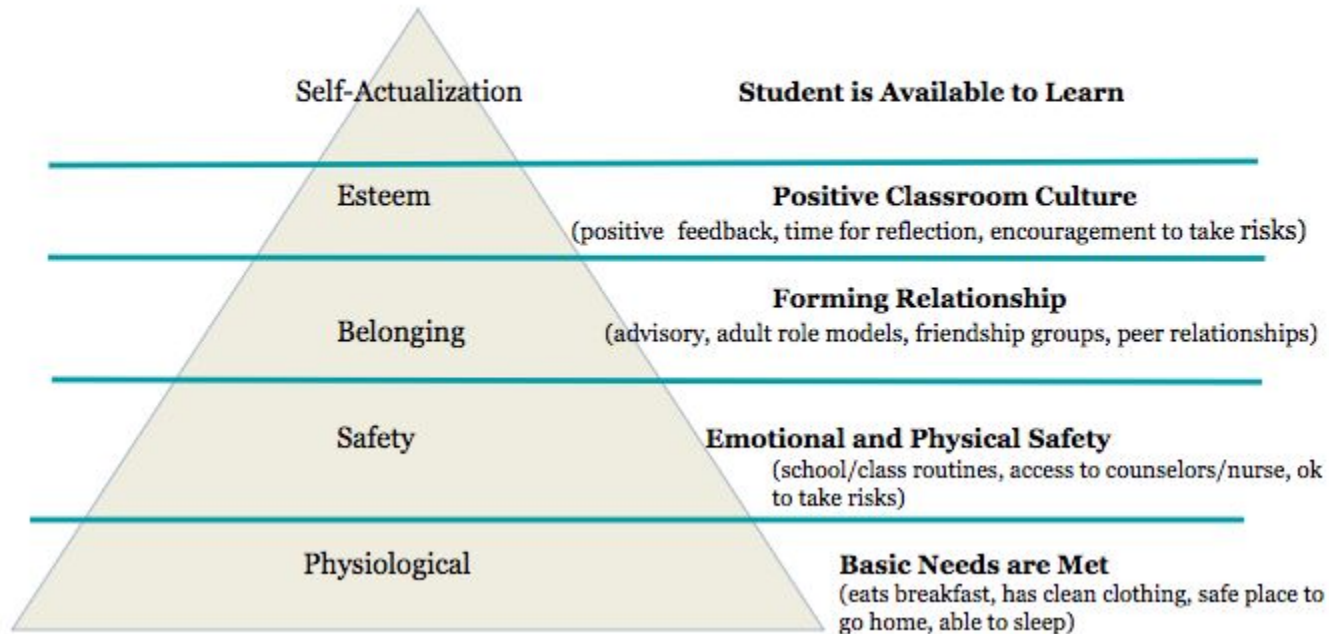 Self-Actualization
Student is Available to Learn
Esteem
Positive Classroom Culture
(positive feedback, time for reflection, encouragement to take risks)
Belonging
Forming Relationship
(advisory, adult role models, friendship groups, peer relationships)
Safety
Emotional and Physical Safety
(school/class routines, access to counselors/nurse, ok
to take risks)
Physiological
Basic Needs are Met
(eats breakfast, has clean clothing, safe place to
go home, able to sleep)